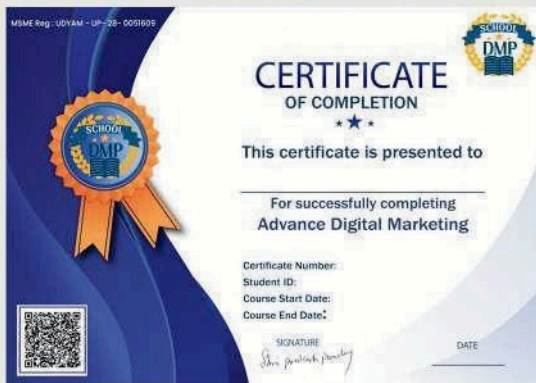 MSME Reg : UDYAM - UP- 28- 0051609
SCHOOL
DMP
CERTIFICATE
OF COMPLETION
This certificate is presented to
SCHOOL
DMP
For successfully completing
Advance Digital Marketing
Certificate Number:
Student ID:
Course Start Date:
Course End Date:
SIGNATURE
DATE